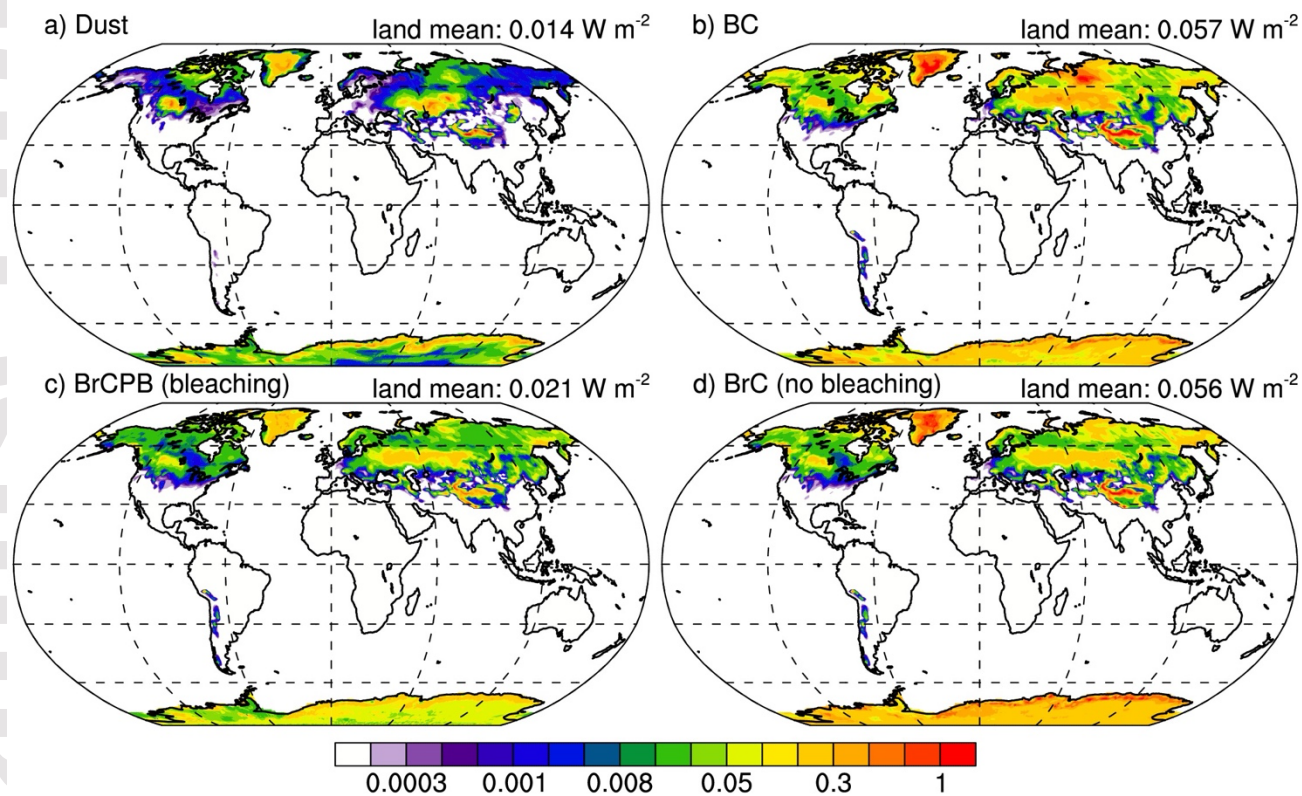 a) Dust land mean: 0.014 W m-2
b) BC land mean: 0.057 W m-2
c) BrCPB (bleaching) land mean: 0.021 W m-2
d) BrC (no bleaching) land mean: 0.056 W m-2
0.0003 0.001 0.008 0.05 0.3 1